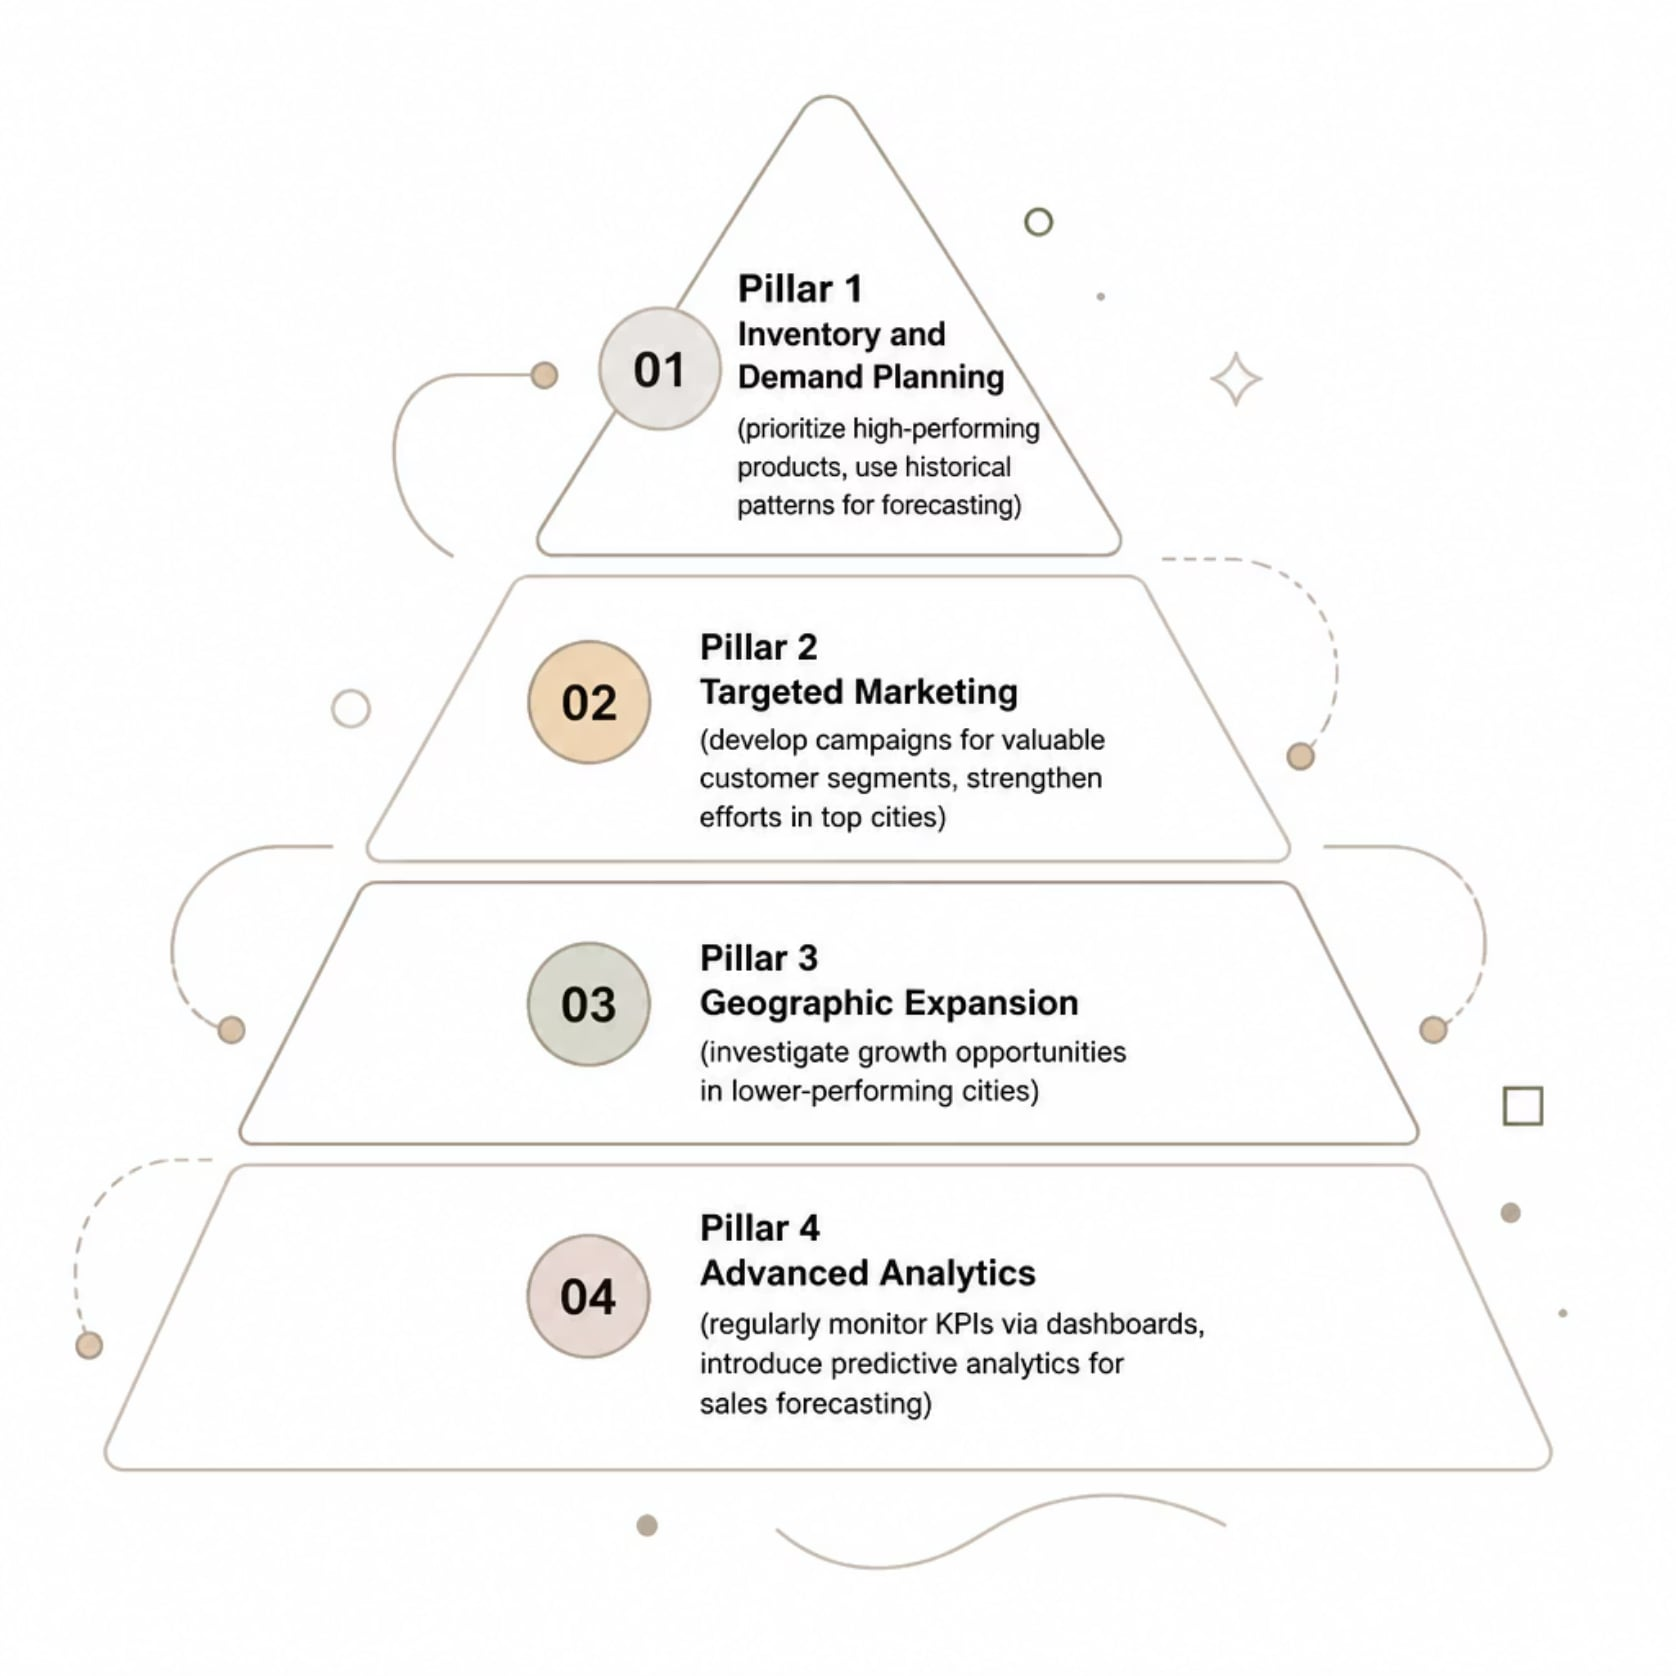 Pillar 1
Inventory and
Demand Planning
01
(prioritize high-performing
products, use historical
patterns for forecasting)
Pillar 2
Targeted Marketing
02
(develop campaigns for valuable
customer segments, strengthen
efforts in top cities)
Pillar 3
Geographic Expansion
03
(investigate growth opportunities
in lower-performing cities)
Pillar 4
Advanced Analytics
04
(regularly monitor KPIs via dashboards,
introduce predictive analytics for
sales forecasting)